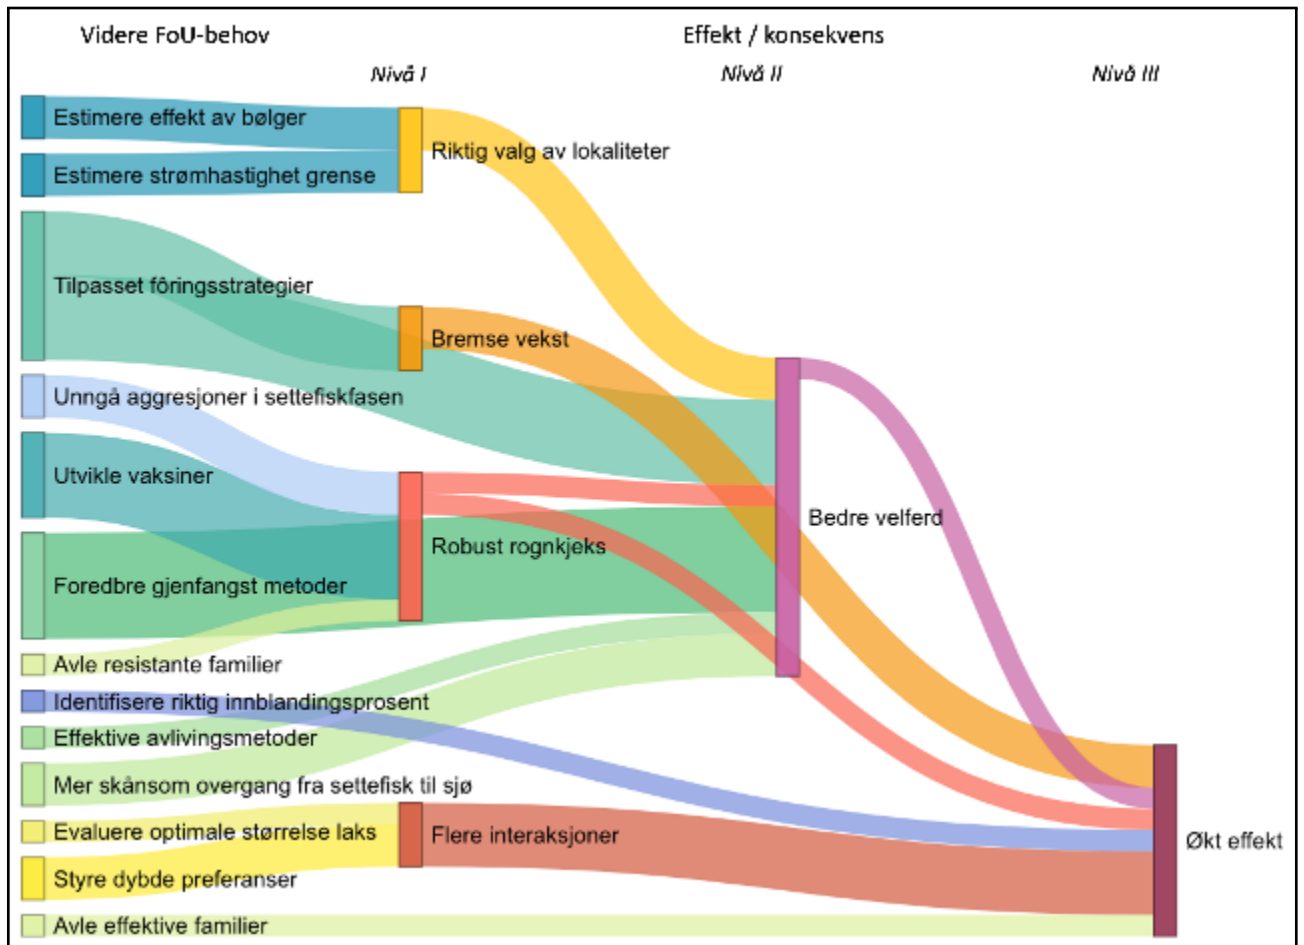 Videre FoU-behov
Effekt / konsekvens
Nivå I
Nivå II
Nivå III
Estimere effekt av bølger
Riktig valg av lokaliteter
Estimere strømhastighet grense
Tilpasset fôringsstrategier
Bremse vekst
Unngå aggresjoner i settefiskfasen
Utvikle vaksiner
Bedre velferd
Robust rognkjeks
Foredbre gjenfangst metoder
Avle resistante familier
Identifisere riktig innblandingsprosent
Effektive avlivingsmetoder
Mer skånsom overgang fra settefisk til sjø
Evaluere optimale størrelse laks
Flere interaksjoner
Økt effekt
Styre dybde preferanser
Avle effektive familier